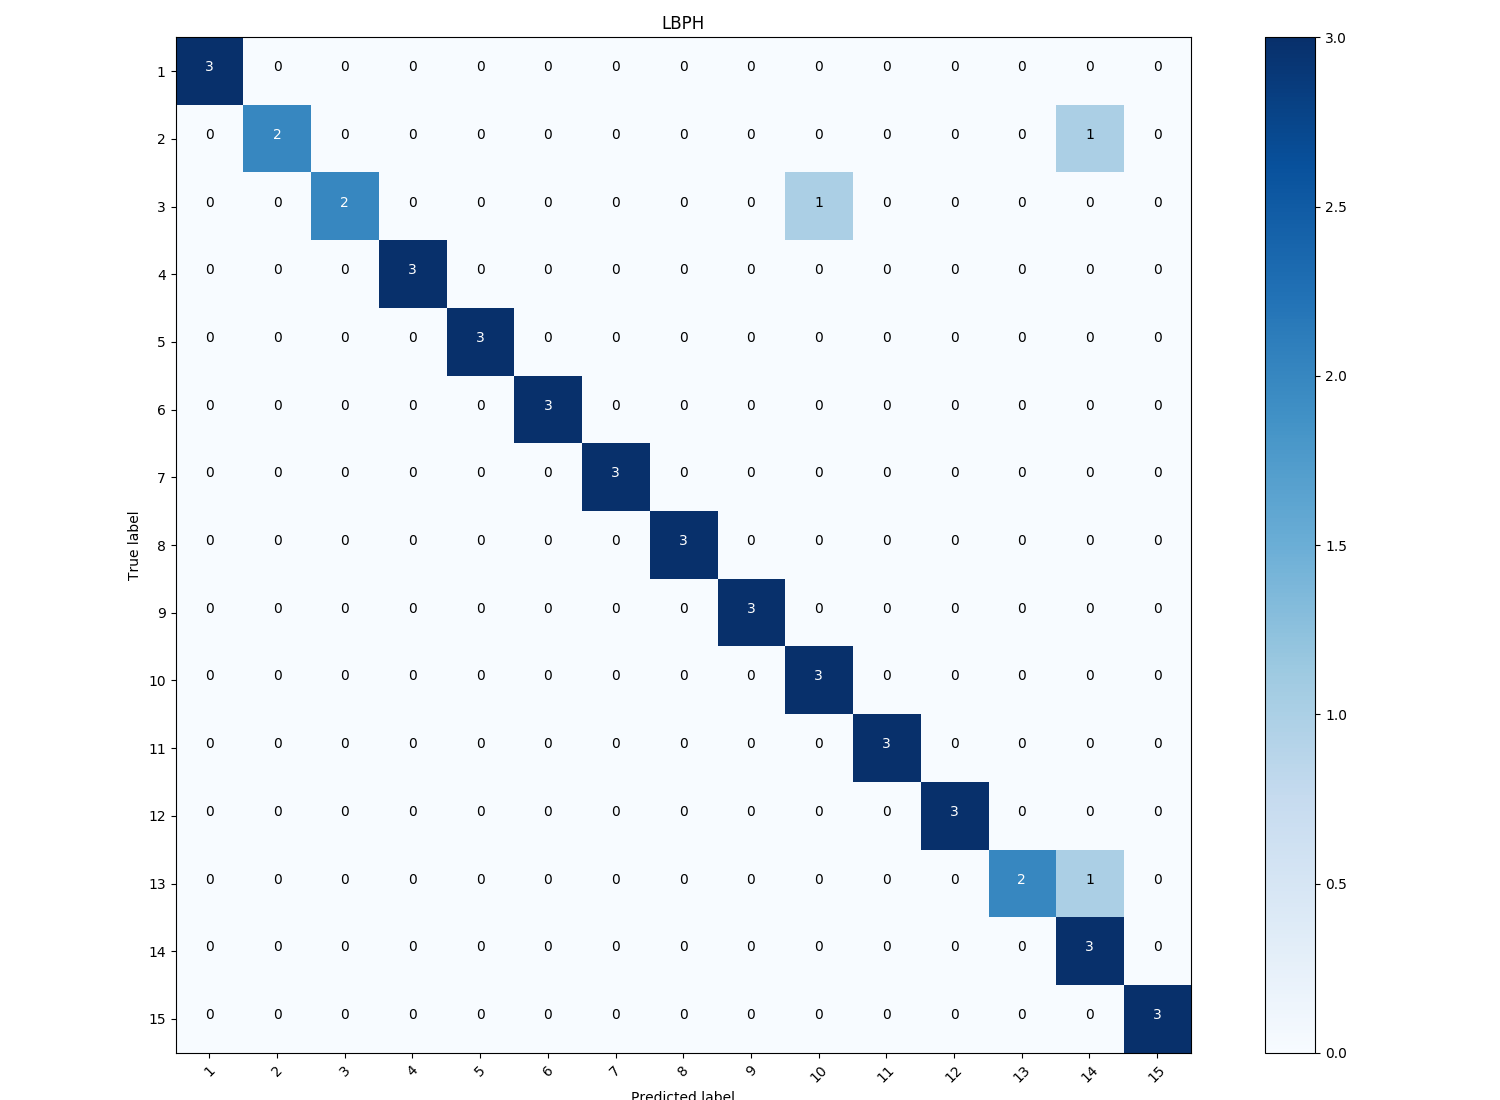 LBPH
1 3 0 0 0 0 0 0 0 0 0 0 0 0 0 0
2 0 2 0 0 0 0 0 0 0 0 0 0 0 1 0
3 0 0 2 0 0 0 0 0 0 1 0 0 0 0 0
4 0 0 0 3 0 0 0 0 0 0 0 0 0 0 0
5 0 0 0 0 3 0 0 0 0 0 0 0 0 0 0
6 0 0 0 0 0 3 0 0 0 0 0 0 0 0 0
7 0 0 0 0 0 0 3 0 0 0 0 0 0 0 0
8 0 0 0 0 0 0 0 3 0 0 0 0 0 0 0
9 0 0 0 0 0 0 0 0 3 0 0 0 0 0 0
10 0 0 0 0 0 0 0 0 0 3 0 0 0 0 0
11 0 0 0 0 0 0 0 0 0 0 3 0 0 0 0
12 0 0 0 0 0 0 0 0 0 0 0 3 0 0 0
13 0 0 0 0 0 0 0 0 0 0 0 0 2 1 0
14 0 0 0 0 0 0 0 0 0 0 0 0 0 3 0
15 0 0 0 0 0 0 0 0 0 0 0 0 0 0 3
1 2 3 4 5 6 7 8 9 10 11 12 13 14 15
True label
Predicted label
3.0
2.5
2.0
1.5
1.0
0.5
0.0